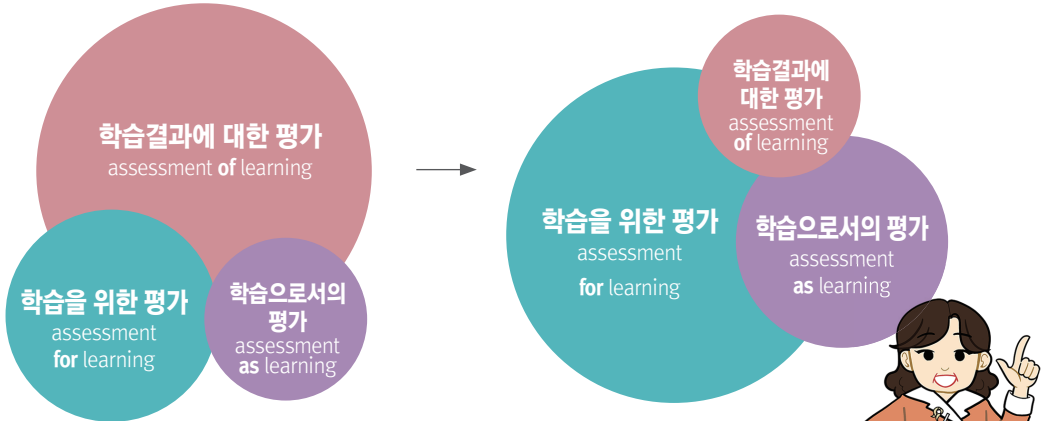 학습결과에 대한 평가
assessment of learning
학습을 위한 평가
assessment
for learning
학습으로서의
평가
assessment
as learning
학습결과에
대한 평가
assessment
of learning
학습을 위한 평가
assessment
for learning
학습으로서의 평가
assessment
as learning